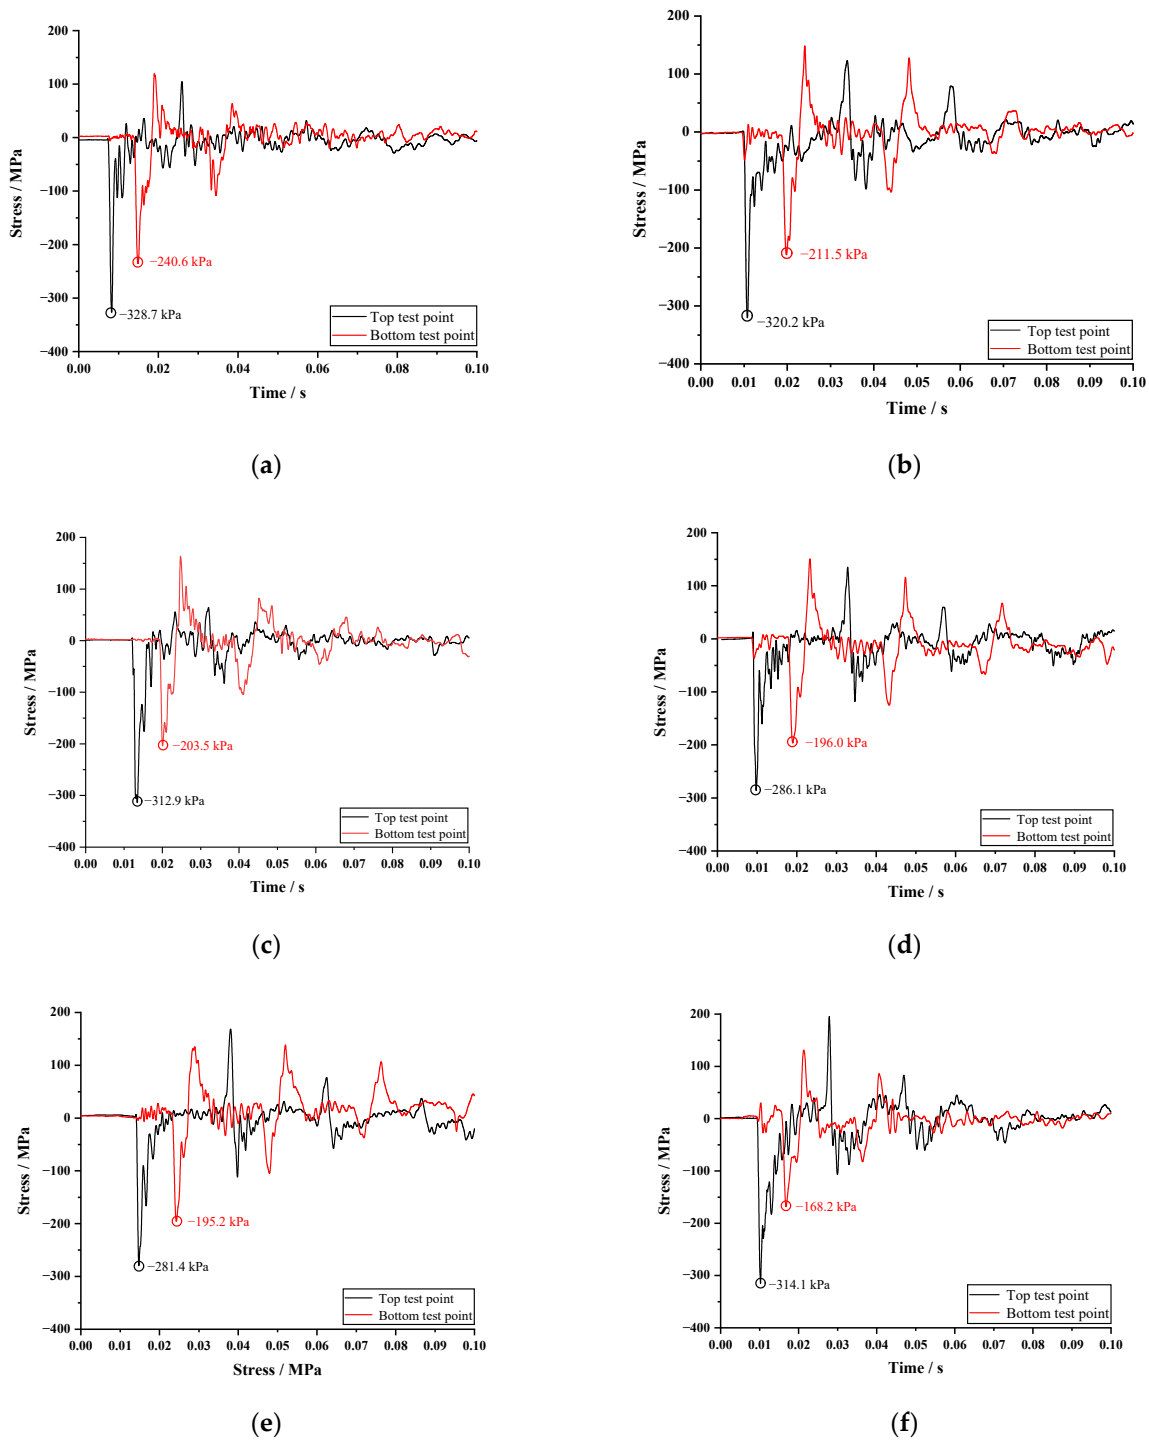 200
100
0
−100
−200
−300
−400
Stress / MPa
−240.6 kPa
−328.7 kPa
Top test point
Bottom test point
0.00 0.02 0.04 0.06 0.08 0.10
Time / s
(a)
200
100
0
−100
−200
−300
−400
Stress / MPa
−211.5 kPa
−320.2 kPa
Top test point
Bottom test point
0.00 0.01 0.02 0.03 0.04 0.05 0.06 0.07 0.08 0.09 0.10
Time / s
(b)
200
100
0
−100
−200
−300
−400
Stress / MPa
−203.5 kPa
−312.9 kPa
Top test point
Bottom test point
0.00 0.01 0.02 0.03 0.04 0.05 0.06 0.07 0.08 0.09 0.10
Time / s
(c)
200
100
0
−100
−200
−300
−400
Stress / MPa
−196.0 kPa
−286.1 kPa
Top test point
Bottom test point
0.00 0.01 0.02 0.03 0.04 0.05 0.06 0.07 0.08 0.09 0.10
Time / s
(d)
200
100
0
−100
−200
−300
−400
Stress / MPa
−195.2 kPa
−281.4 kPa
Top test point
Bottom test point
0.00 0.01 0.02 0.03 0.04 0.05 0.06 0.07 0.08 0.09 0.10
Stress / MPa
(e)
200
100
0
−100
−200
−300
−400
Stress / MPa
−168.2 kPa
−314.1 kPa
Top test point
Bottom test point
0.00 0.01 0.02 0.03 0.04 0.05 0.06 0.07 0.08 0.09 0.10
Time / s
(f)